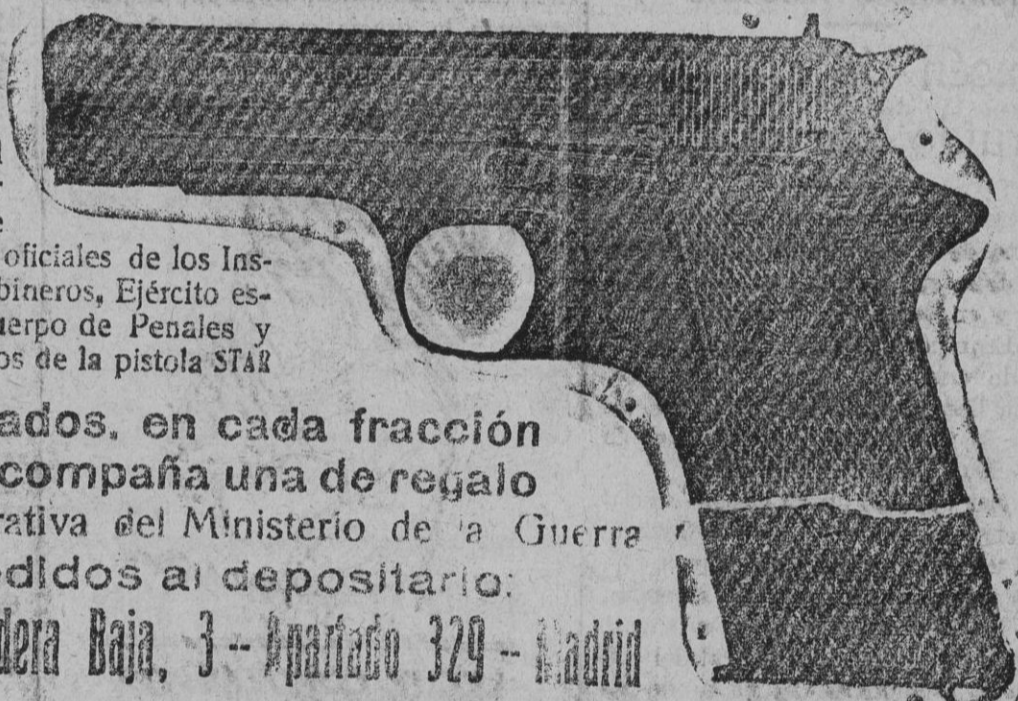 e
oficiales de los Ins-
bineros, Ejército es-
uerpo de Penales y
os de la pistola STAR
ados, en cada fracción
compaña una de regalo
rativa del Ministerio de a Guerra
edidos al depositario:
dera Baja, 3 -- Apartado 329 -- Madrid